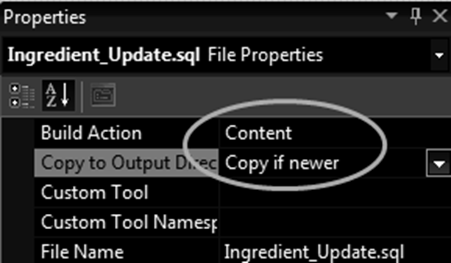 Properties
Ingredient_Update.sql File Properties
A
Z
Build Action Content
Copy to Output Direc Copy if newer
Custom Tool
Custom Tool Namesp
File Name Ingredient_Update.sql